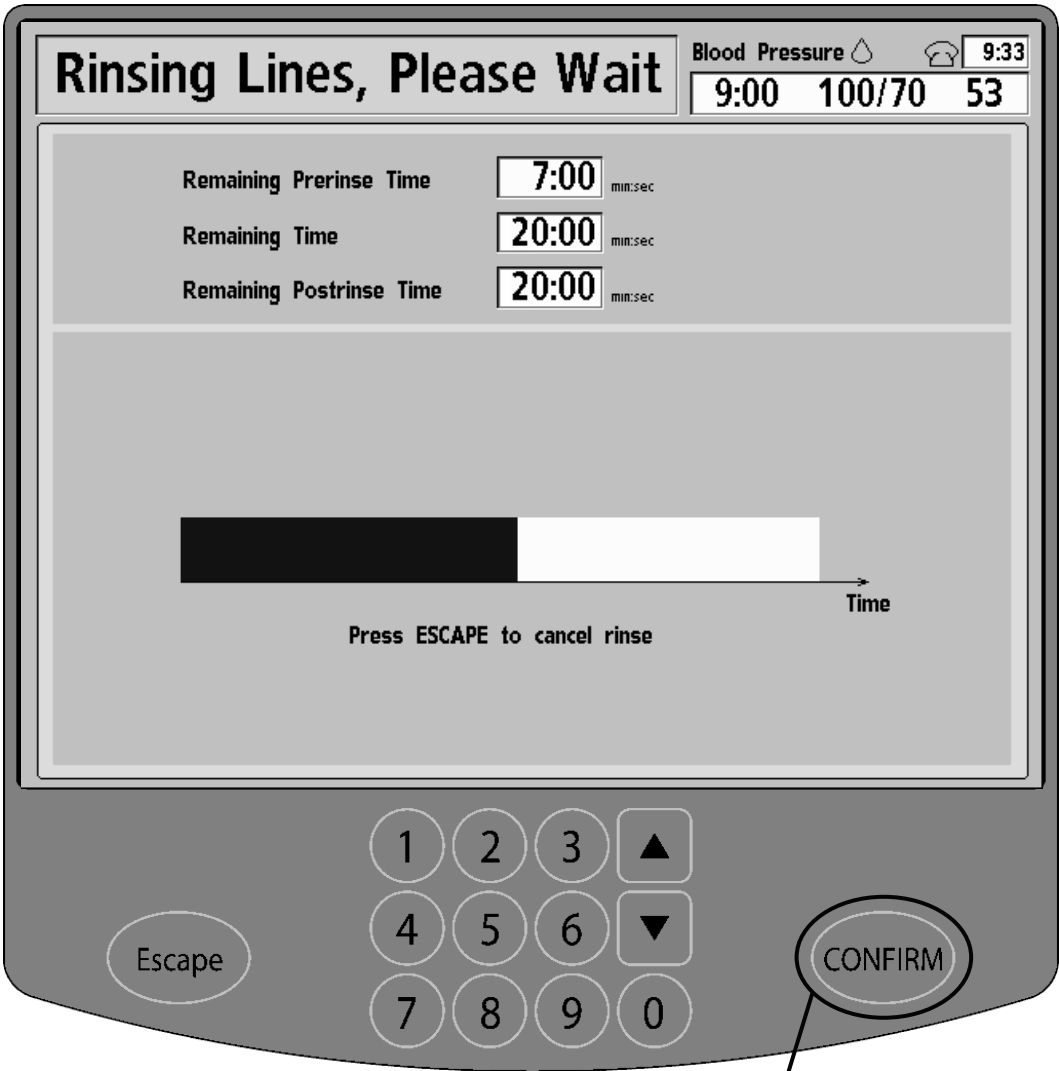 Rinsing Lines, Please Wait
Blood Pressure 9:33
9:00 100/70 53
Remaining Prerinse Time 7:00 min:sec
Remaining Time 20:00 min:sec
Remaining Postrinse Time 20:00 min:sec
Time
Press ESCAPE to cancel rinse
1 2 3
4 5 6
Escape CONFIRM
7 8 9 0